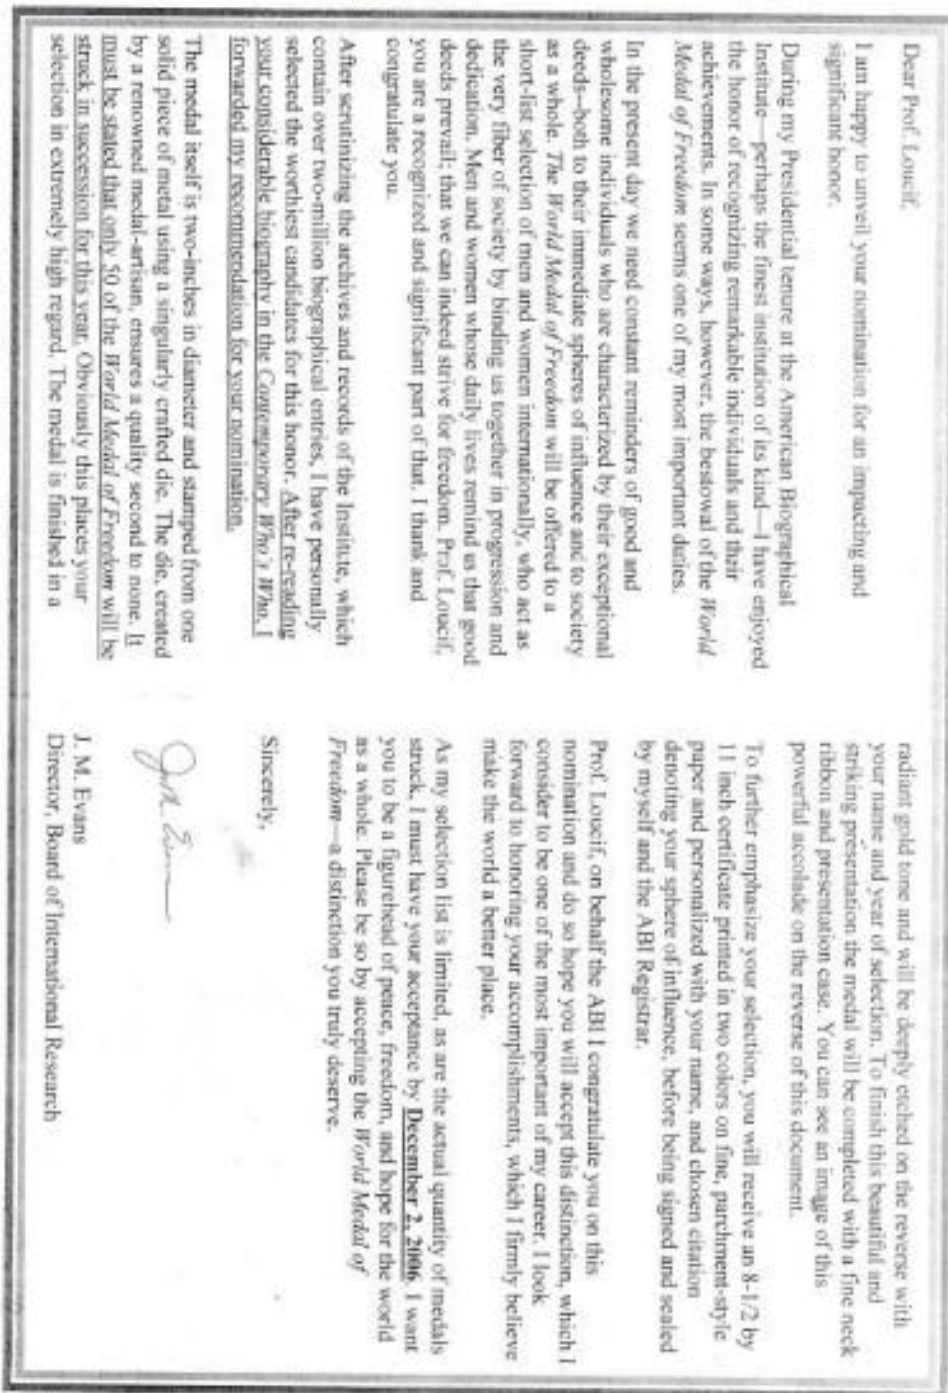 Dear Prof. Loucif,
I am happy to unveil your nomination for an impacting and
significant honor.
During my Presidential tenure at the American Biographical
Institute—perhaps the finest institution of its kind—I have enjoyed
the honor of recognizing remarkable individuals and their
achievements. In some ways, however, the bestowal of the World
Medal of Freedom seems one of my most important duties.
In the present day we need constant reminders of good and
wholesome individuals who are characterized by their exceptional
deeds—both to their immediate spheres of influence and to society
as a whole. The World Medal of Freedom will be offered to a
short-list selection of men and women internationally, who act as
the very fiber of society by binding us together in progression and
dedication. Men and women whose daily lives remind us that good
deeds prevail; that we can indeed strive for freedom. Prof. Loucif,
you are a recognized and significant part of that. I thank and
congratulate you.
After scrutinizing the archives and records of the Institute, which
contain over two-million biographical entries, I have personally
selected the worthiest candidates for this honor. After re-reading
your considerable biography in the Contemporary Who's Who, I
forwarded my recommendation for your nomination.
The medal itself is two-inches in diameter and stamped from one
solid piece of metal using a singularly crafted die. The die, created
by a renowned medal-artisan, ensures a quality second to none. It
must be stated that only 50 of the World Medal of Freedom will be
struck in succession for this year. Obviously this places your
selection in extremely high regard. The medal is finished in a
radiant gold tone and will be deeply etched on the reverse with
your name and year of selection. To finish this beautiful and
striking presentation the medal will be completed with a fine neck
ribbon and presentation case. You can see an image of this
powerful accolade on the reverse of this document.
To further emphasize your selection, you will receive an 8-1/2 by
11 inch certificate printed in two colors on fine, parchment-style
paper and personalized with your name, and chosen citation
denoting your sphere of influence, before being signed and sealed
by myself and the ABI Registrar.
Prof. Loucif, on behalf the ABI I congratulate you on this
nomination and do so hope you will accept this distinction, which I
consider to be one of the most important of my career. I look
forward to honoring your accomplishments, which I firmly believe
make the world a better place.
As my selection list is limited, as are the actual quantity of medals
struck, I must have your acceptance by December 2, 2006. I want
you to be a figurehead of peace, freedom, and hope for the world
as a whole. Please be so by accepting the World Medal of
Freedom—a distinction you truly deserve.
Sincerely,
J. M. Evans
Director, Board of International Research